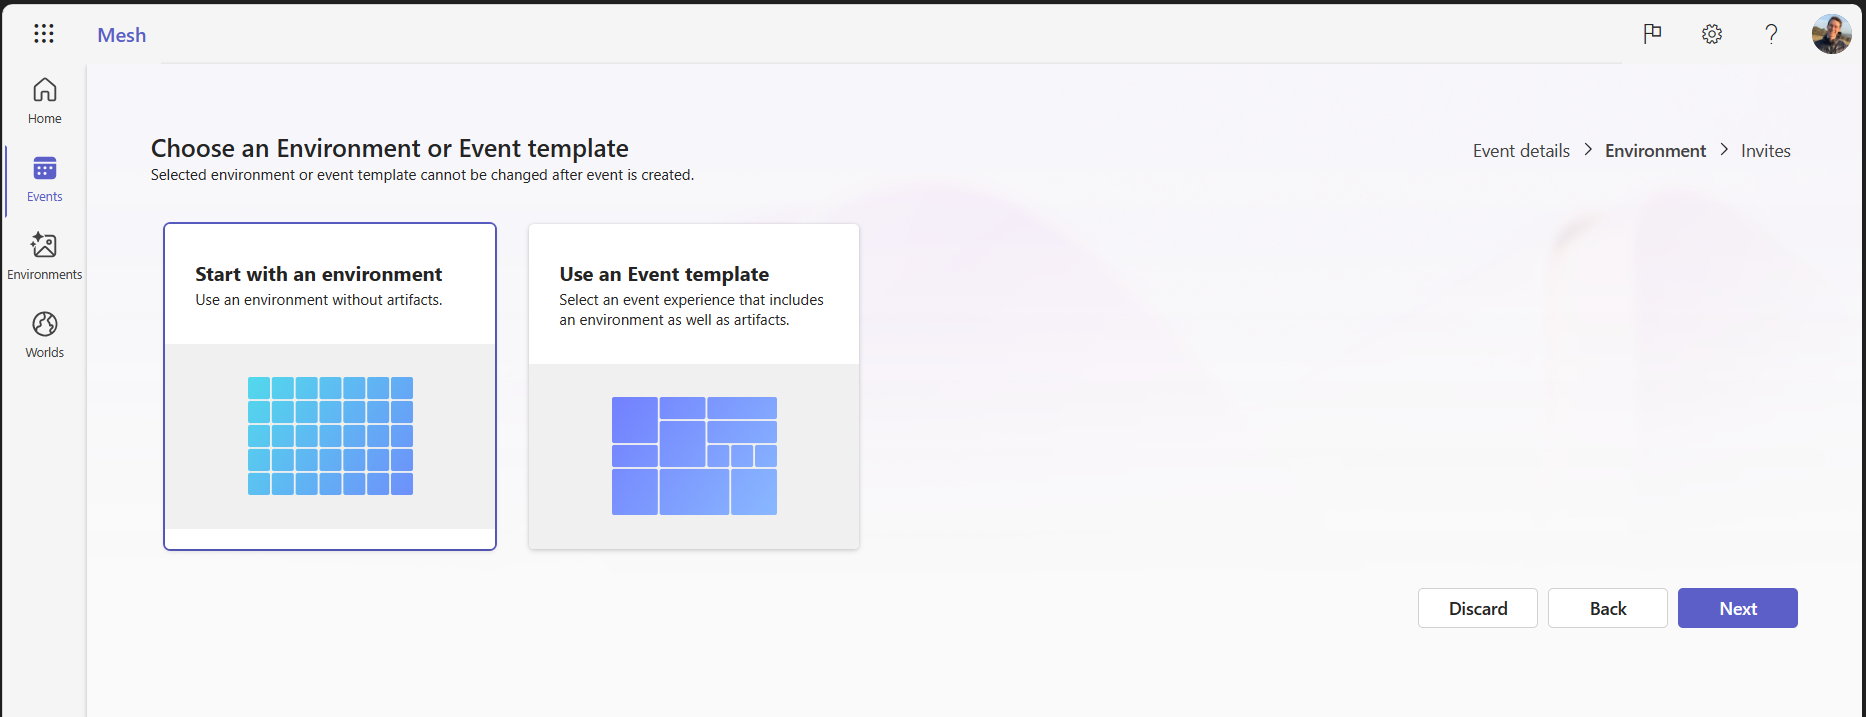 Mesh
Home
Events
Environments
Worlds
Choose an Environment or Event template
Selected environment or event template cannot be changed after event is created.
Event details > Environment > Invites
Start with an environment
Use an environment without artifacts.
Use an Event template
Select an event experience that includes
an environment as well as artifacts.
Discard
Back
Next